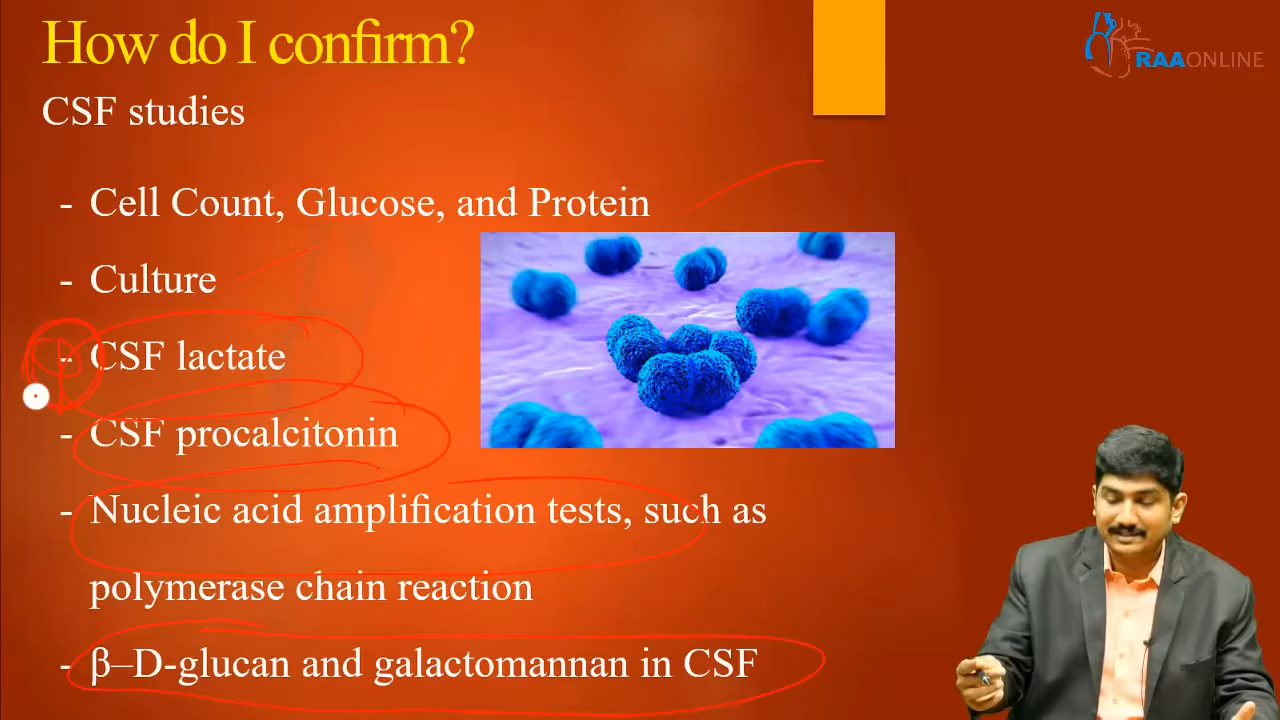 How do I confirm?
RAAONLINE
CSF studies
- Cell Count, Glucose, and Protein
- Culture
- CSF lactate
- CSF procalcitonin
- Nucleic acid amplification tests, such as
polymerase chain reaction
- β–D-glucan and galactomannan in CSF